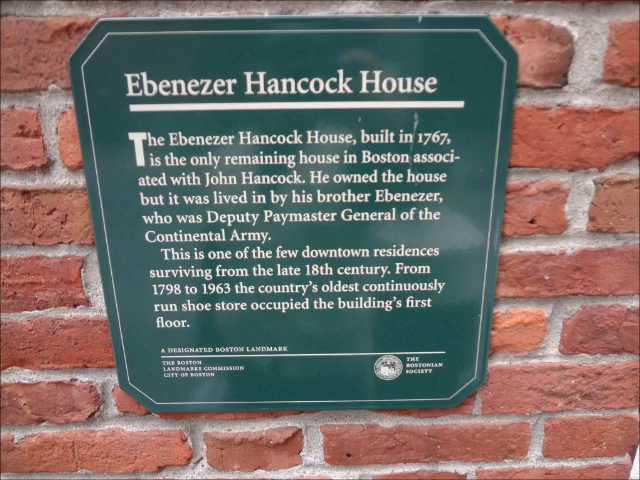 Ebenezer Hancock House
The Ebenezer Hancock House, built in 1767,
is the only remaining house in Boston associ-
ated with John Hancock. He owned the house
but it was lived in by his brother Ebenezer,
who was Deputy Paymaster General of the
Continental Army.
This is one of the few downtown residences
surviving from the late 18th century. From
1798 to 1963 the country's oldest continuously
run shoe store occupied the building's first
floor.
A DESIGNATED BOSTON LANDMARK
THE BOSTON
LANDMARKS COMMISSION
CITY OF BOSTON
THE
BOSTONIAN
SOCIETY